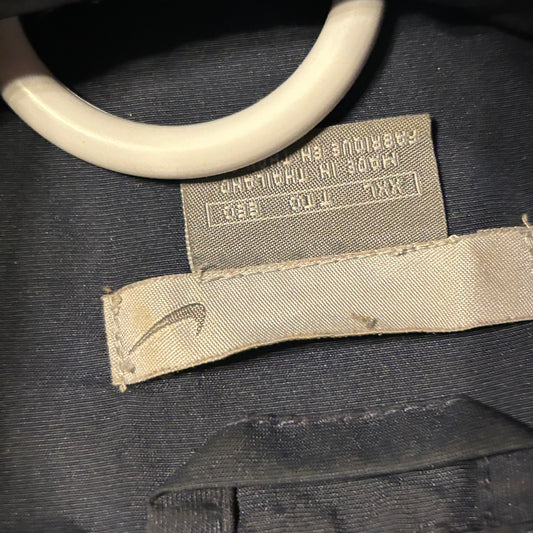 XXL TTG EEG
MADE IN THAILAND
FABRIQUE EN